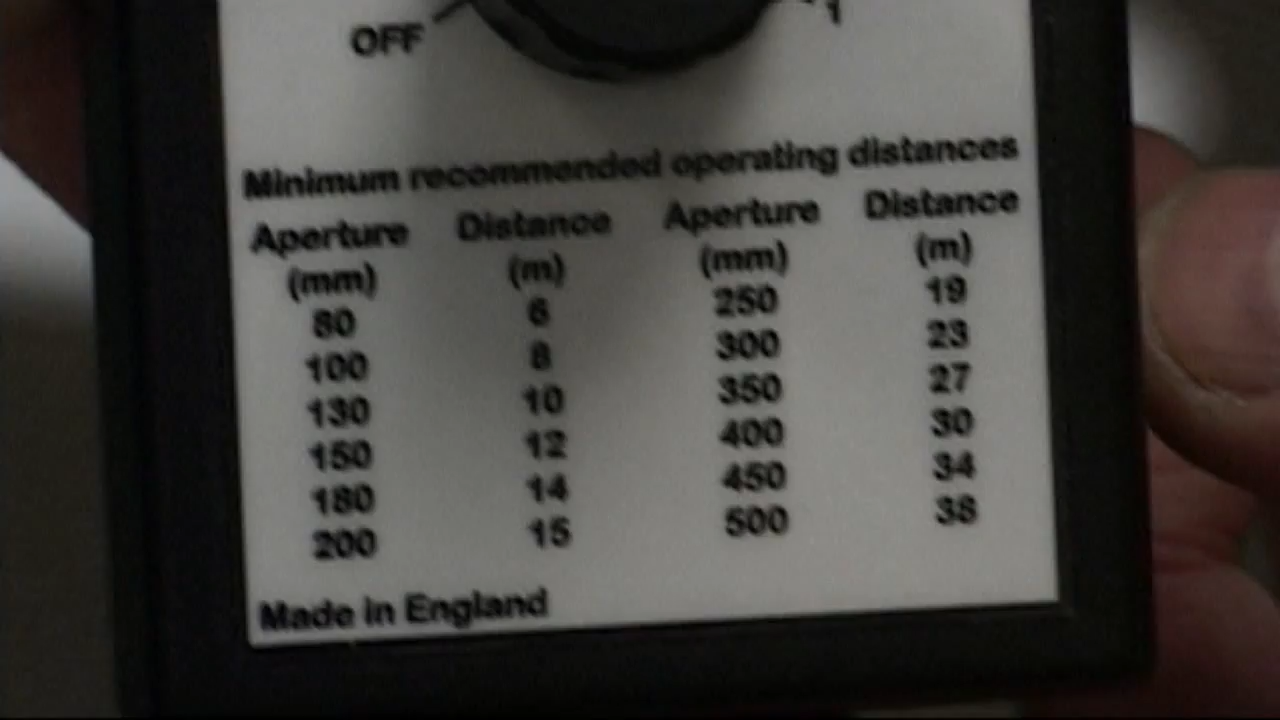 OFF 1
Minimum recommended operating distances
Aperture Distance Aperture Distance
(mm) (m) (mm) (m)
80 6 250 19
100 8 300 23
130 10 350 27
150 12 400 30
180 14 450 34
200 15 500 38
Made in England